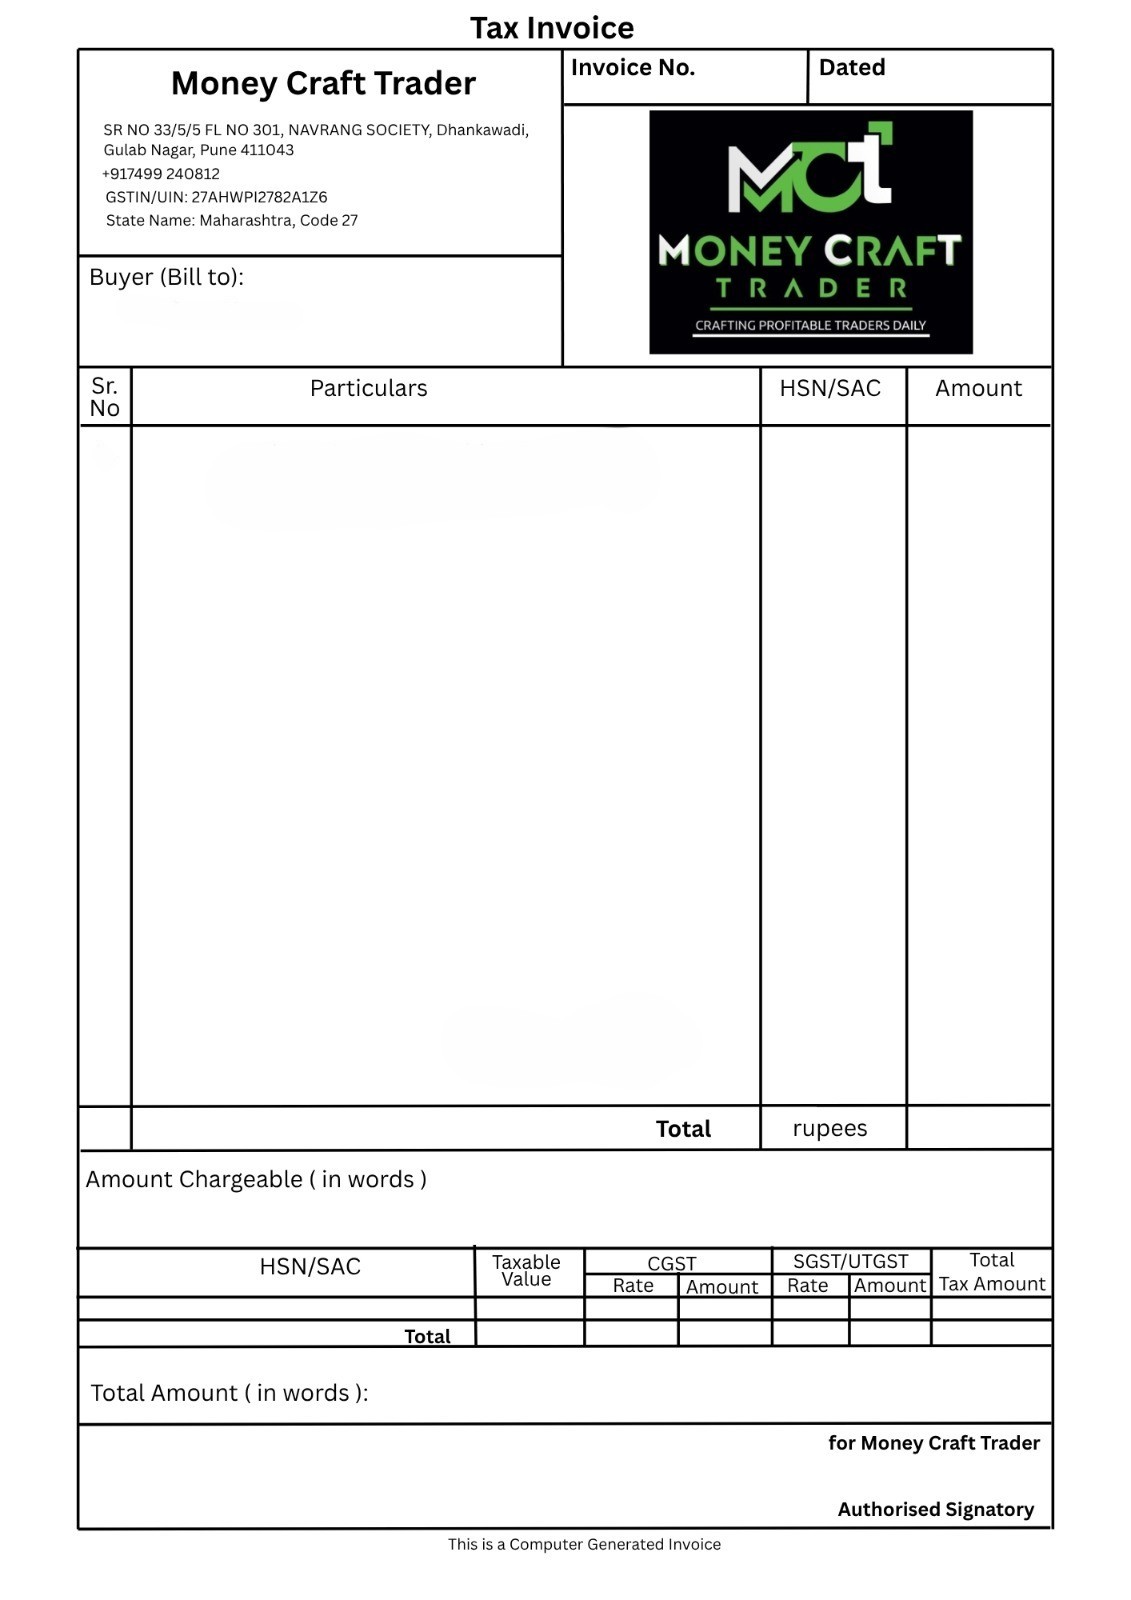 Tax Invoice
Money Craft Trader
SR NO 33/5/5 FL NO 301, NAVRANG SOCIETY, Dhankawadi,
Gulab Nagar, Pune 411043
+917499 240812
GSTIN/UIN: 27AHWPI2782A1Z6
State Name: Maharashtra, Code 27
Invoice No.
Dated
MCt
MONEY CRAFT
TRADER
CRAFTING PROFITABLE TRADERS DAILY
Buyer (Bill to):
Sr. No
Particulars
HSN/SAC
Amount
Total
rupees
Amount Chargeable ( in words )
HSN/SAC
Taxable Value
CGST
Rate
Amount
SGST/UTGST
Rate
Amount
Total
Tax Amount
Total
Total Amount ( in words ):
for Money Craft Trader
Authorised Signatory
This is a Computer Generated Invoice